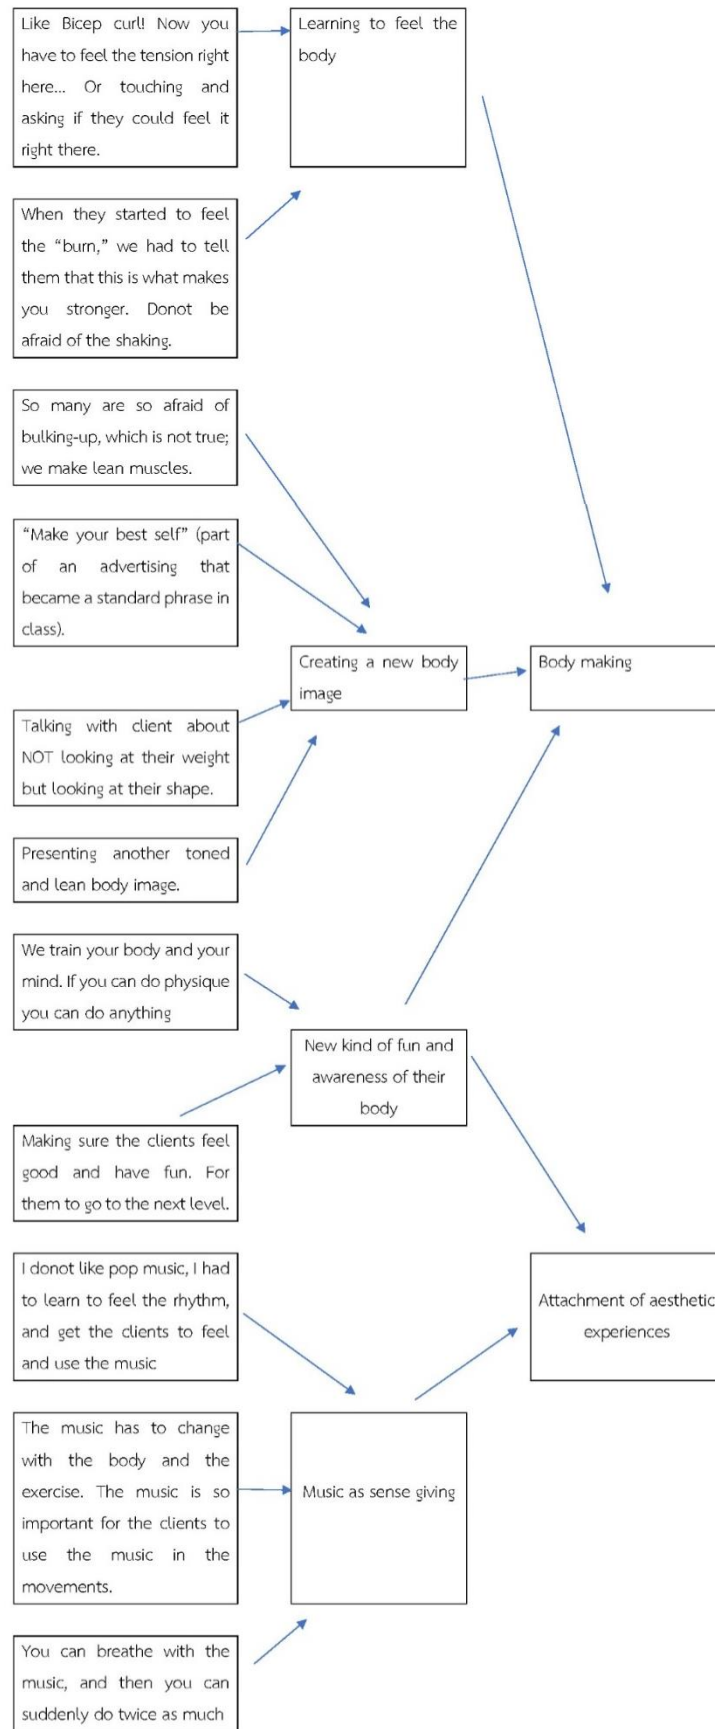 Like Bicep curl! Now you
have to feel the tension right
here... Or touching and
asking if they could feel it
right there.
Learning to feel the
body
When they started to feel
the “burn,” we had to tell
them that this is what makes
you stronger. Donot be
afraid of the shaking.
So many are so afraid of
bulking-up, which is not true;
we make lean muscles.
“Make your best self” (part
of an advertising that
became a standard phrase in
class).
Creating a new body
image
Body making
Talking with client about
NOT looking at their weight
but looking at their shape.
Presenting another toned
and lean body image.
We train your body and your
mind. If you can do physique
you can do anything
New kind of fun and
awareness of their
body
Making sure the clients feel
good and have fun. For
them to go to the next level.
I donot like pop music, I had
to learn to feel the rhythm,
and get the clients to feel
and use the music
Attachment of aesthetic
experiences
The music has to change
with the body and the
exercise. The music is so
important for the clients to
use the music in the
movements.
Music as sense giving
You can breathe with the
music, and then you can
suddenly do twice as much